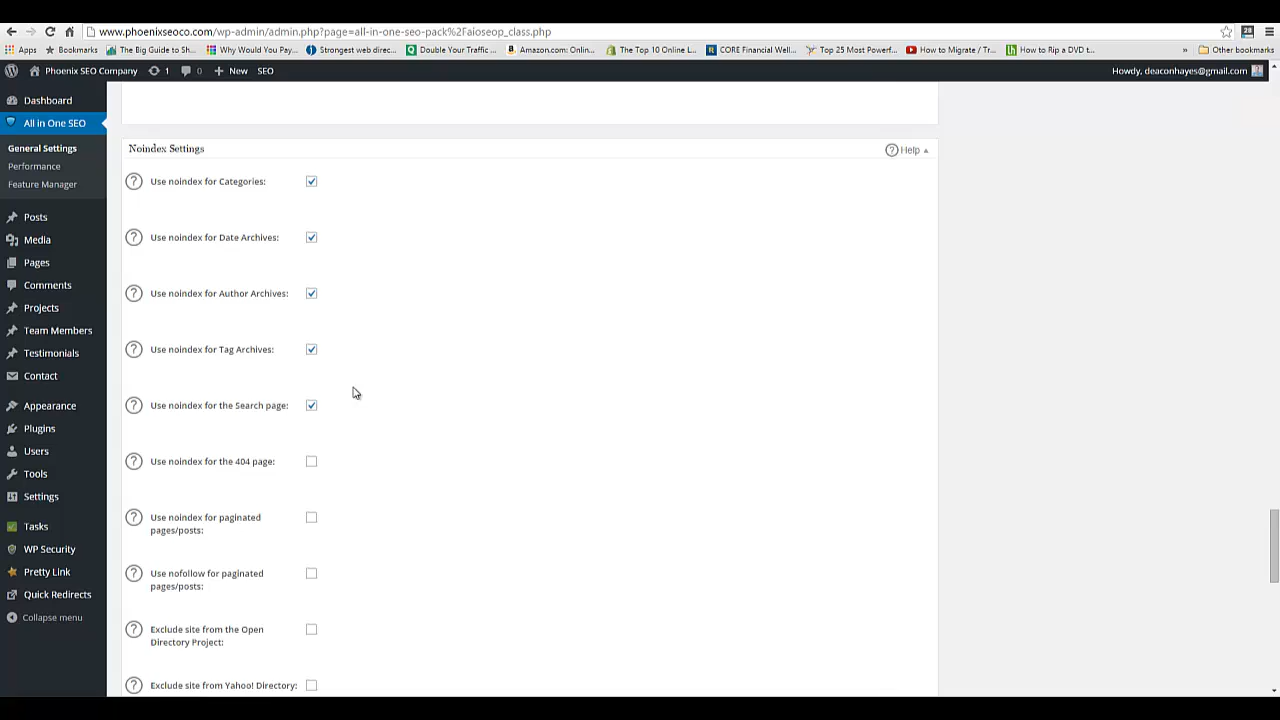 www.phoenixseoco.com/wp-admin/admin.php?page=all-in-one-seo-pack%2Faioseop_class.php
Apps Bookmarks The Big Guide to Sh... Why Would You Pay... Strongest web direc... Double Your Traffic ... Amazon.com: Onlin... The Top 10 Online L... CORE Financial Well... Top 25 Most Powerf... How to Migrate / Tr... How to Rip a DVD t... » Other bookmarks
Phoenix SEO Company 1 0 + New SEO Howdy, deaconhayes@gmail.com
Dashboard
All in One SEO
General Settings
Performance
Feature Manager
Posts
Media
Pages
Comments
Projects
Team Members
Testimonials
Contact
Appearance
Plugins
Users
Tools
Settings
Tasks
WP Security
Pretty Link
Quick Redirects
Collapse menu
Noindex Settings
? Help
? Use noindex for Categories:
? Use noindex for Date Archives:
? Use noindex for Author Archives:
? Use noindex for Tag Archives:
? Use noindex for the Search page:
? Use noindex for the 404 page:
? Use noindex for paginated
pages/posts:
? Use nofollow for paginated
pages/posts:
? Exclude site from the Open
Directory Project:
? Exclude site from Yahoo! Directory: